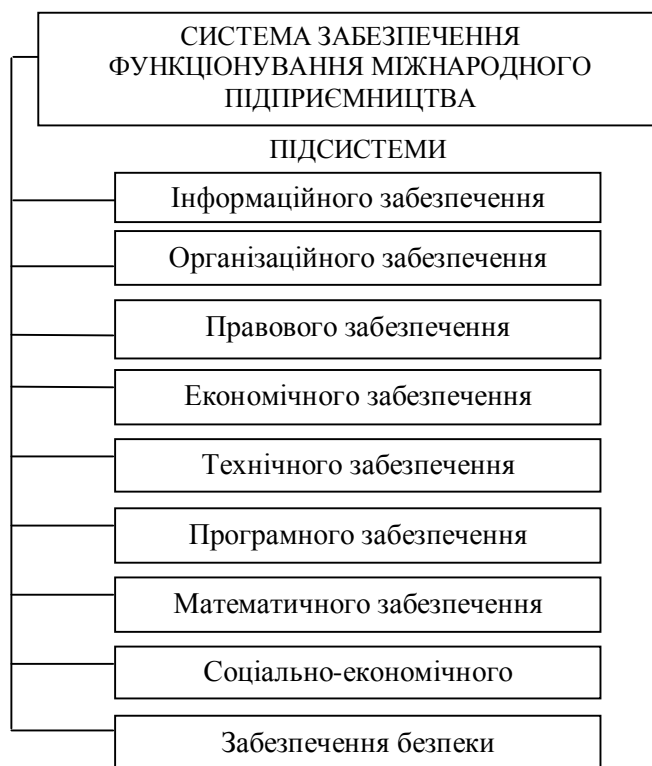 СИСТЕМА ЗАБЕЗПЕЧЕННЯ
ФУНКЦІОНУВАННЯ МІЖНАРОДНОГО
ПІДПРИЄМНИЦТВА
ПІДСИСТЕМИ
Інформаційного забезпечення
Організаційного забезпечення
Правового забезпечення
Економічного забезпечення
Технічного забезпечення
Програмного забезпечення
Математичного забезпечення
Соціально-економічного
Забезпечення безпеки